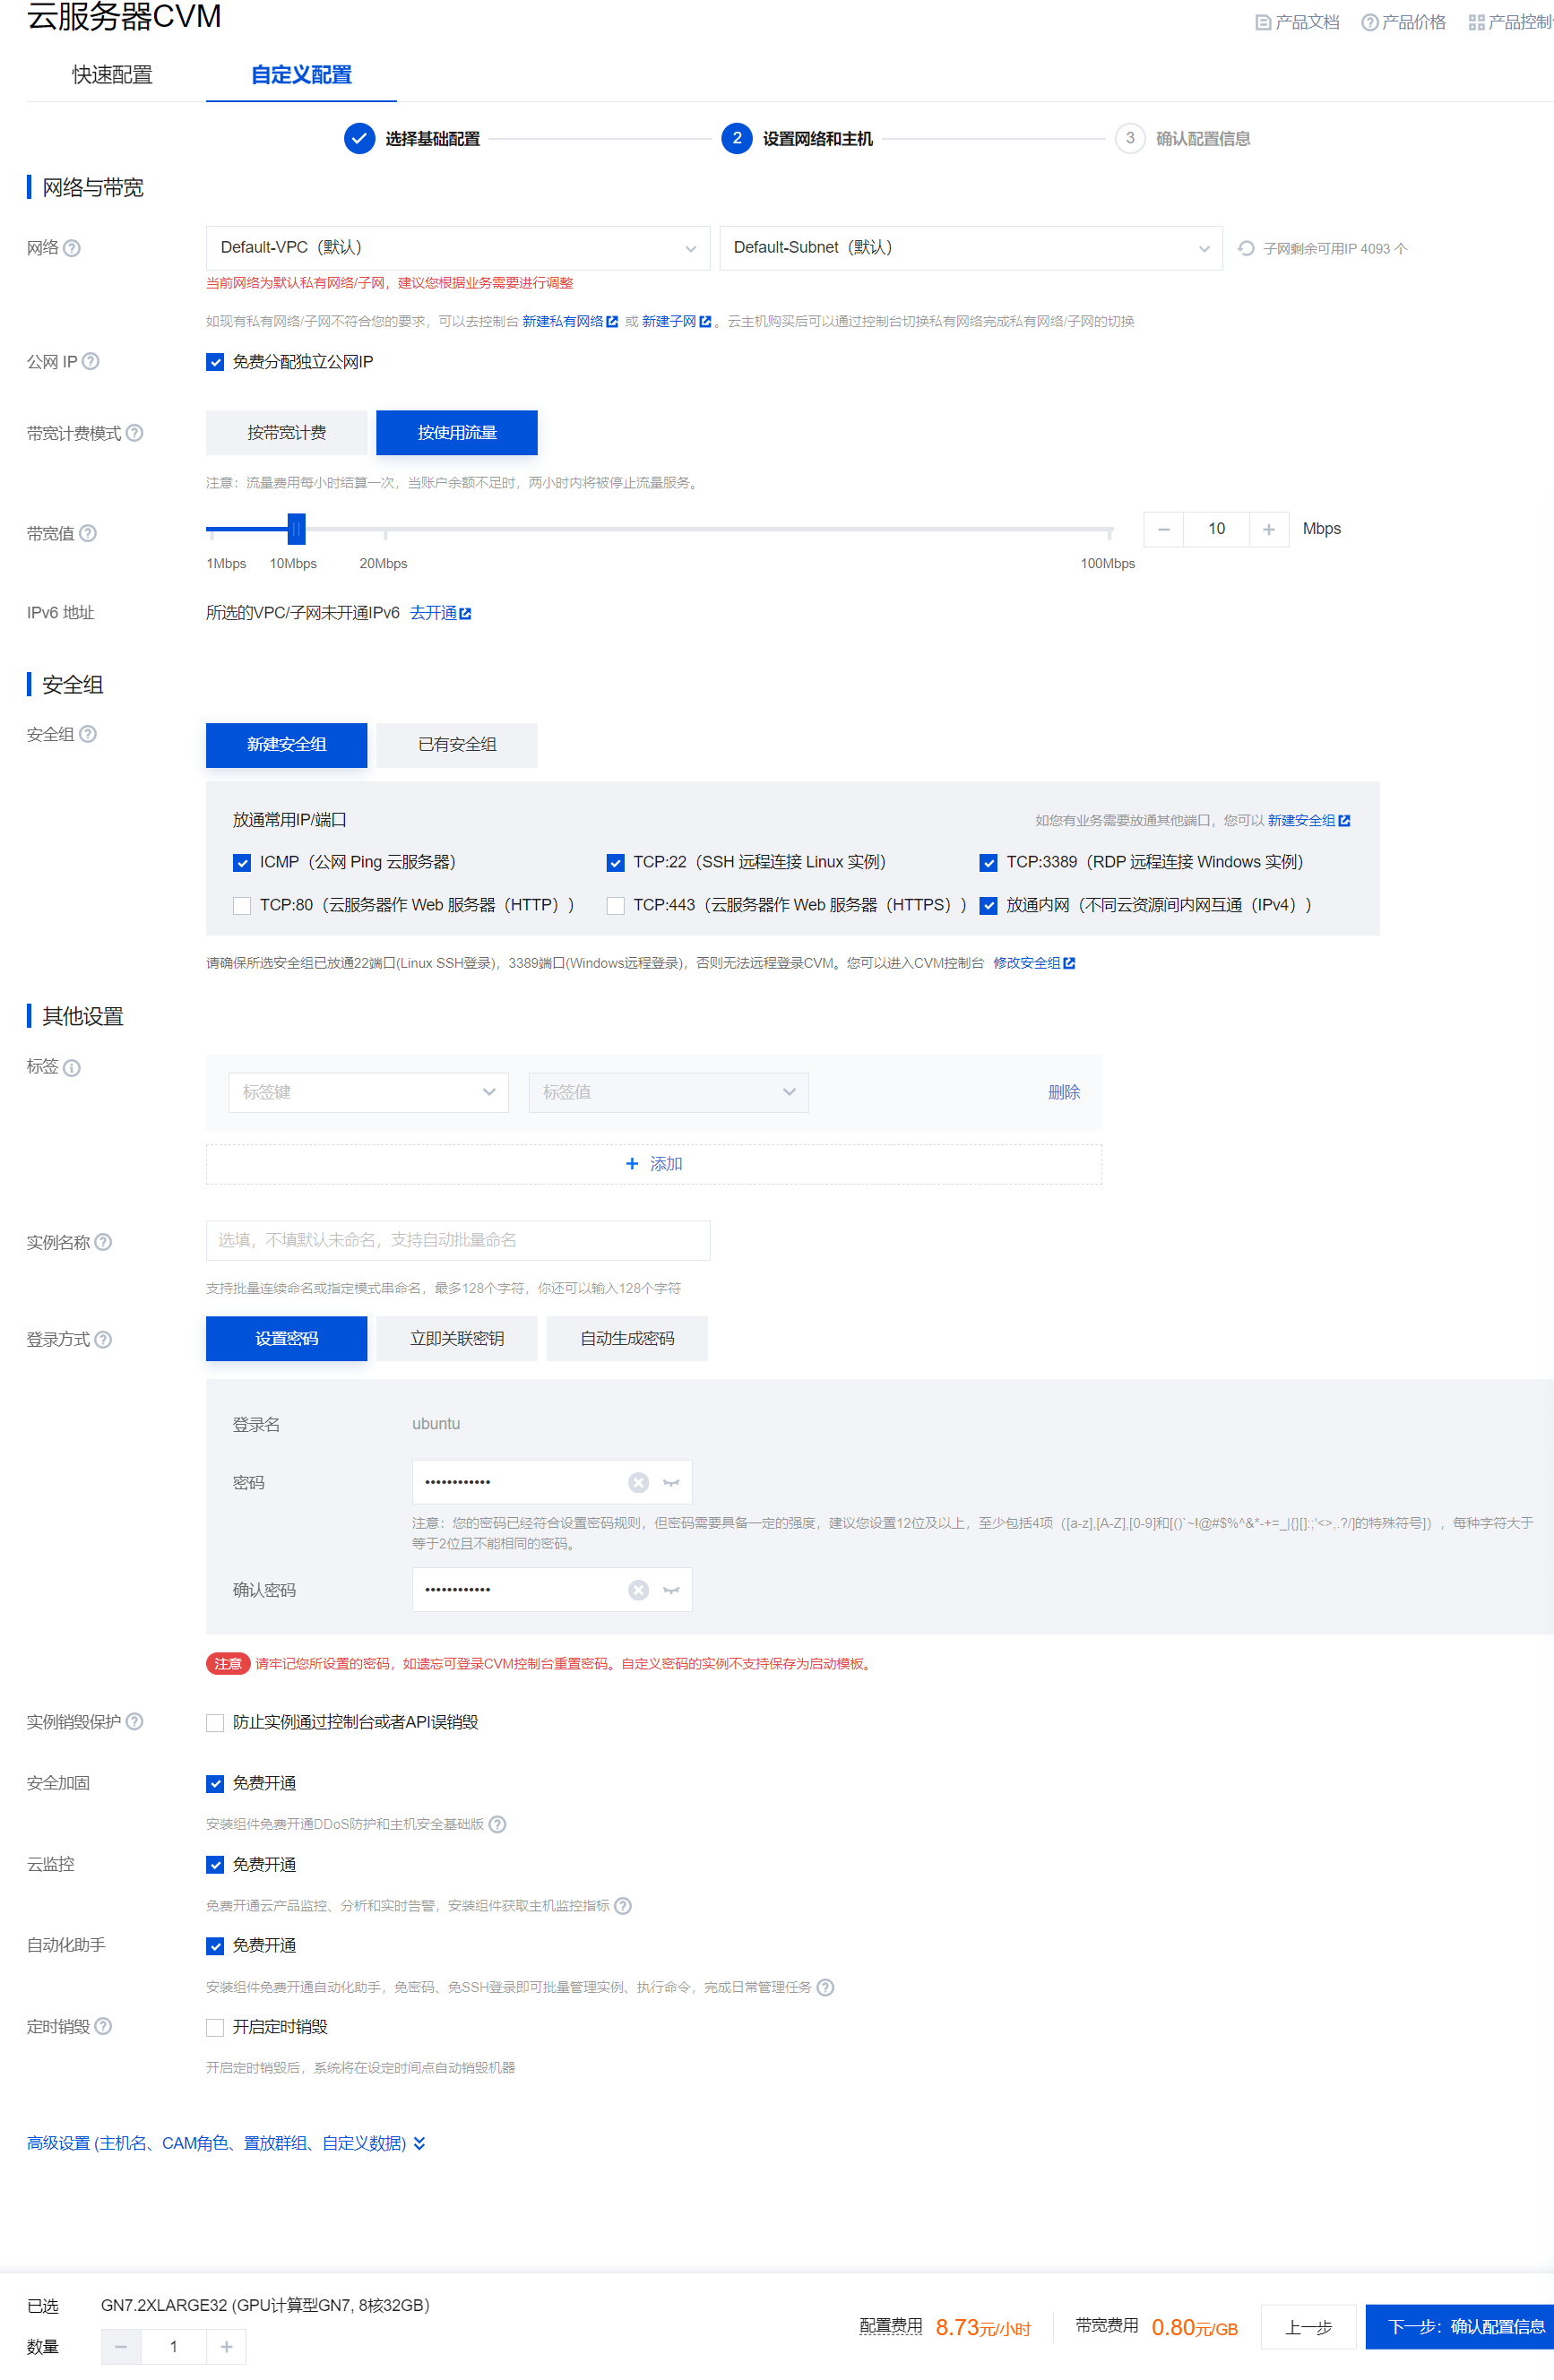 云服务器CVM
产品文档 产品价格 产品控制
快速配置 自定义配置
选择基础配置 2 设置网络和主机 3 确认配置信息
网络与带宽
网络 Default-VPC（默认） Default-Subnet（默认） 子网剩余可用IP 4093 个
当前网络为默认私有网络/子网，建议您根据业务需要进行调整
如现有私有网络/子网不符合您的要求，可以去控制台 新建私有网络 或 新建子网 。云主机购买后可以通过控制台切换私有网络完成私有网络/子网的切换
公网 IP 免费分配独立公网IP
带宽计费模式 按带宽计费 按使用流量
注意：流量费用每小时结算一次，当账户余额不足时，两小时内将被停止流量服务。
带宽值 10 Mbps
1Mbps 10Mbps 20Mbps 100Mbps
IPv6 地址 所选的VPC/子网未开通IPv6 去开通
安全组
安全组 新建安全组 已有安全组
放通常用IP/端口 如您有业务需要放通其他端口，您可以 新建安全组
ICMP（公网 Ping 云服务器） TCP:22（SSH 远程连接 Linux 实例） TCP:3389（RDP 远程连接 Windows 实例）
TCP:80（云服务器作 Web 服务器（HTTP）） TCP:443（云服务器作 Web 服务器（HTTPS）） 放通内网（不同云资源间内网互通（IPv4））
请确保所选安全组已放通22端口(Linux SSH登录)，3389端口(Windows远程登录)，否则无法远程登录CVM。您可以进入CVM控制台 修改安全组
其他设置
标签 标签键 标签值 删除
+ 添加
实例名称 选填，不填默认未命名，支持自动批量命名
支持批量连续命名或指定模式串命名，最多128个字符，你还可以输入128个字符
登录方式 设置密码 立即关联密钥 自动生成密码
登录名 ubuntu
密码 ••••••••••••
注意：您的密码已经符合设置密码规则，但密码需要具备一定的强度，建议您设置12位及以上，至少包括4项（[a-z],[A-Z],[0-9]和[()`~!@#$%^&*-+=_|{}[]:;'<>,.?/]的特殊符号]），每种字符大于
等于2位且不能相同的密码。
确认密码 ••••••••••••
注意 请牢记您所设置的密码，如遗忘可登录CVM控制台重置密码。自定义密码的实例不支持保存为启动模板。
实例销毁保护 防止实例通过控制台或者API误销毁
安全加固 免费开通
安装组件免费开通DDoS防护和主机安全基础版
云监控 免费开通
免费开通云产品监控、分析和实时告警，安装组件获取主机监控指标
自动化助手 免费开通
安装组件免费开通自动化助手，免密码、免SSH登录即可批量管理实例、执行命令，完成日常管理任务
定时销毁 开启定时销毁
开启定时销毁后，系统将在设定时间点自动销毁机器
高级设置 (主机名、CAM角色、置放群组、自定义数据)
已选 GN7.2XLARGE32 (GPU计算型GN7, 8核32GB)
配置费用 8.73元/小时 带宽费用 0.80元/GB 上一步 下一步：确认配置信息
数量 − 1 +